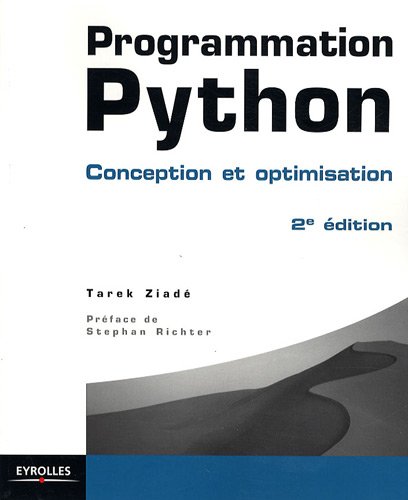 Programmation
Python
Conception et optimisation
2e édition
Tarek Ziadé
Préface de
Stephan Richter
EYROLLES